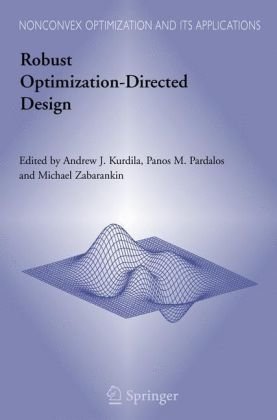 NONCONVEX OPTIMIZATION AND ITS APPLICATIONS
Robust
Optimization-Directed
Design
Edited by Andrew J. Kurdila, Panos M. Pardalos
and Michael Zabarankin
Springer